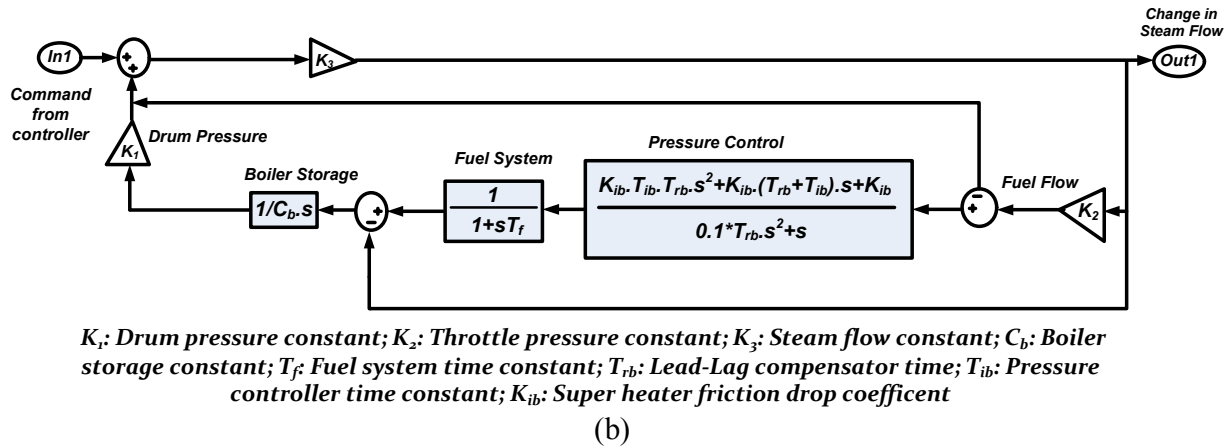 Change in
Steam Flow
In1
+
+
K3
Out1
Command
from
controller
K1
Drum Pressure
Boiler Storage
1/Cb.s
+
−
Fuel System
1
1+sTf
Pressure Control
Kib.Tib.Trb.s²+Kib.(Trb+Tib).s+Kib
0.1*Trb.s²+s
−
+
Fuel Flow
K2
K1: Drum pressure constant; K2: Throttle pressure constant; K3: Steam flow constant; Cb: Boiler
storage constant; Tf: Fuel system time constant; Trb: Lead-Lag compensator time; Tib: Pressure
controller time constant; Kib: Super heater friction drop coefficent
(b)